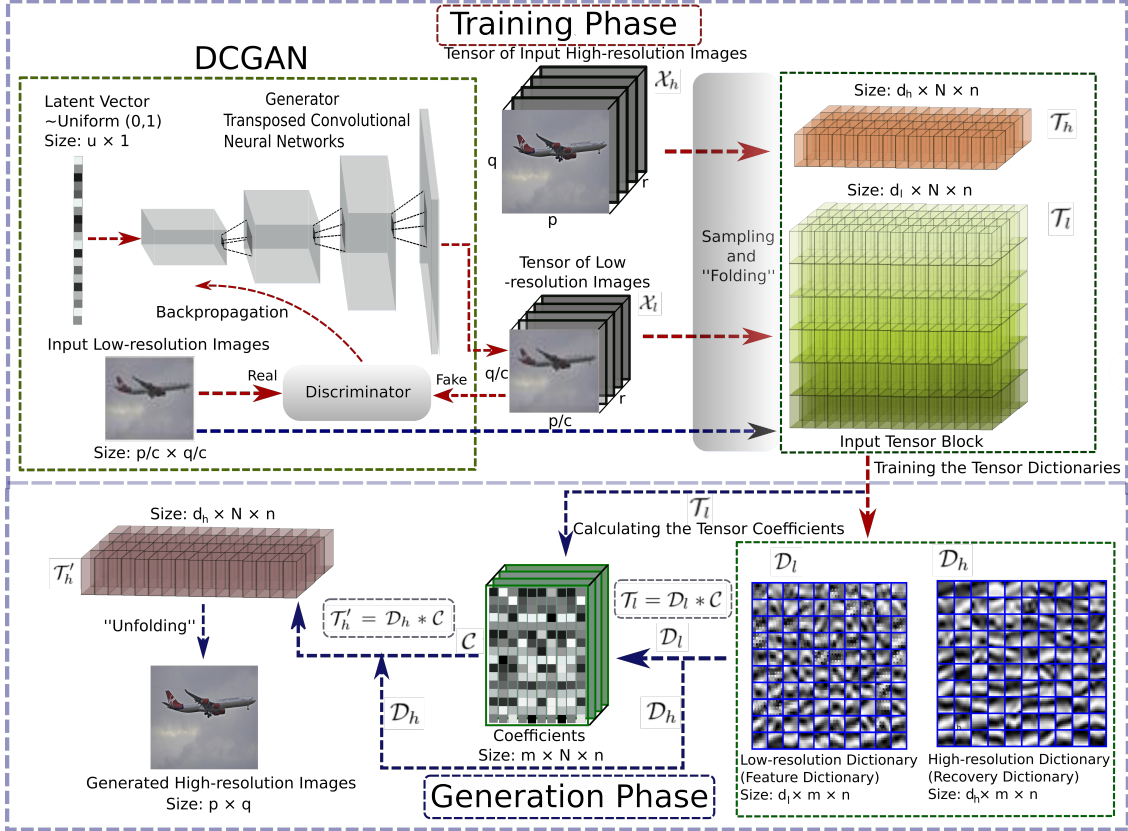 Training Phase
DCGAN
Latent Vector
~Uniform (0,1)
Size: u × 1
Generator
Transposed Convolutional
Neural Networks
Backpropagation
Input Low-resolution Images
Real
Discriminator
Fake
Size: p/c × q/c
Tensor of Input High-resolution Images
𝒳ₕ
q
r
p
Tensor of Low
-resolution Images
𝒳ₗ
q/c
r
p/c
Sampling
and
"Folding"
Size: dₕ × N × n
𝒯ₕ
Size: dₗ × N × n
𝒯ₗ
Input Tensor Block
Training the Tensor Dictionaries
𝒯ₗ
Calculating the Tensor Coefficients
Size: dₕ × N × n
𝒯′ₕ
"Unfolding"
Generated High-resolution Images
Size: p × q
𝒯′ₕ = 𝒟ₕ ∗ 𝒞
𝒞
𝒟ₕ
Coefficients
Size: m × N × n
𝒯ₗ = 𝒟ₗ ∗ 𝒞
𝒟ₗ
𝒟ₕ
𝒟ₗ
𝒟ₕ
Low-resolution Dictionary
(Feature Dictionary)
Size: dₗ × m × n
High-resolution Dictionary
(Recovery Dictionary)
Size: dₕ × m × n
Generation Phase